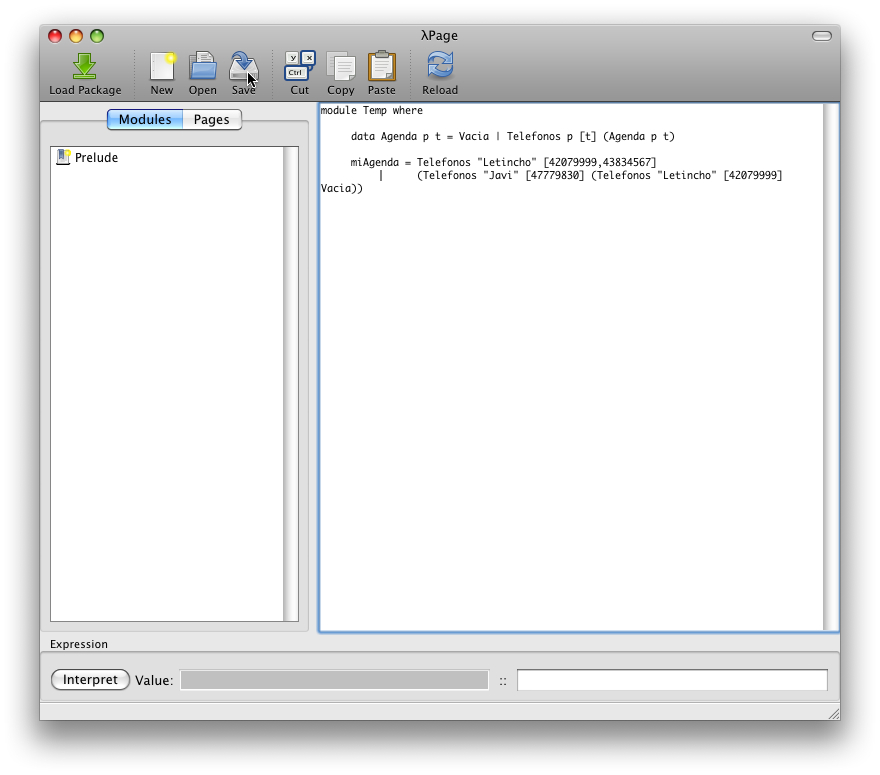 λPage
Load Package New Open Save Cut Copy Paste Reload
Modules Pages
Prelude
module Temp where
data Agenda p t = Vacia | Telefonos p [t] (Agenda p t)
miAgenda = Telefonos "Letincho" [42079999,43834567]
| (Telefonos "Javi" [47779830] (Telefonos "Letincho" [42079999]
Vacia))
Expression
Interpret Value: ::